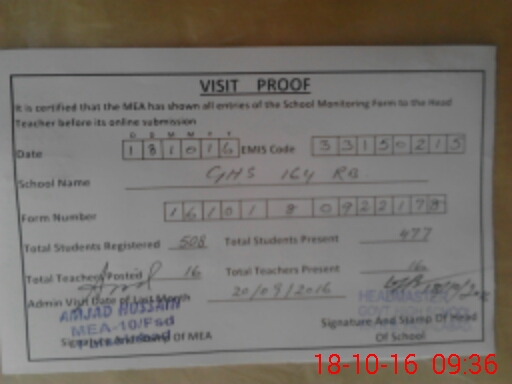 VISIT PROOF
It is certified that the MEA has shown all entries of the School Monitoring Form to the Head
Teacher before its online submission
D D M M Y Y
Date 1 8 1 0 1 6 EMIS Code 3 3 1 5 0 2 1 5
School Name GHS 164 RB
Form Number 1 6 1 0 1 8 0 9 2 2 1 7 8
Total Students Registered 508 Total Students Present 477
Total Teachers Posted 16 Total Teachers Present 16
Admin Visit Date of Last Month 20/09/2016
AMJAD HUSSAIN
MEA-10/Fsd
Signature And Stamp OF MEA
HEADMASTER
GOVT. HIGH SCHOOL
Signature And Stamp Of Head
Of School
18-10-16 09:36